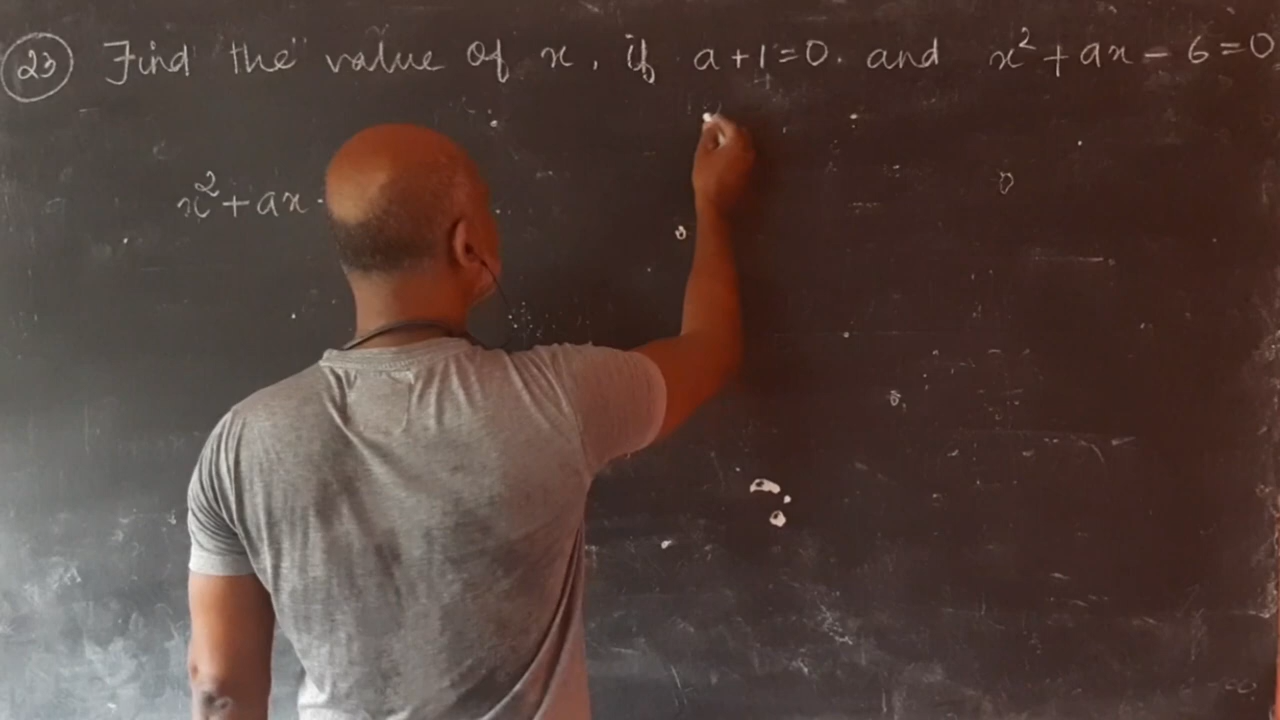 23 Find the value of x, if a+1=0. and x²+ax-6=0
x²+ax